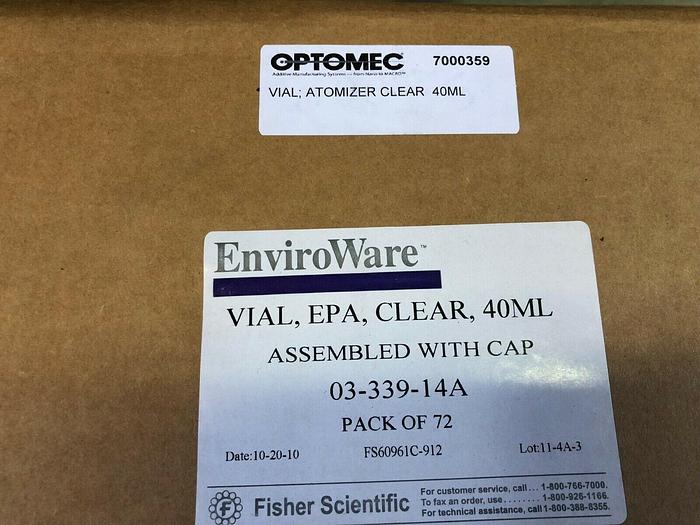 OPTOMEC® 7000359
Additive Manufacturing Systems — from Nano to MACRO™
VIAL; ATOMIZER CLEAR 40ML
EnviroWare™
VIAL, EPA, CLEAR, 40ML
ASSEMBLED WITH CAP
03-339-14A
PACK OF 72
Date:10-20-10 FS60961C-912 Lot:11-4A-3
Fisher Scientific
For customer service, call... 1-800-766-7000.
To fax an order, use ........ 1-800-926-1166.
For technical assistance, call 1-800-388-8355.